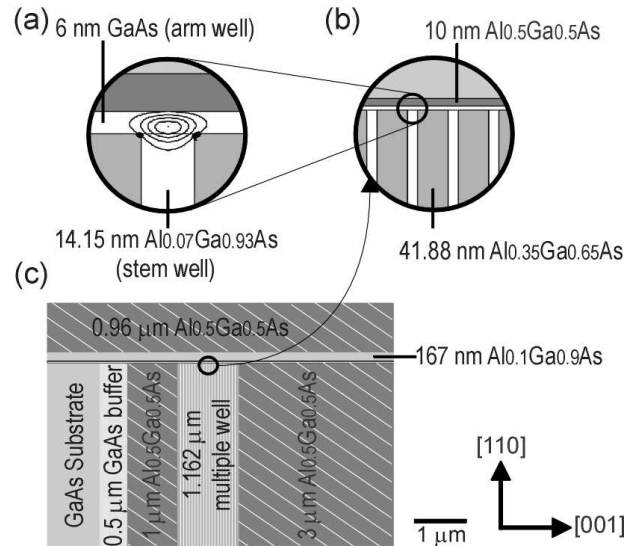 (a)
6 nm GaAs (arm well)
(b)
10 nm Al0.5Ga0.5As
14.15 nm Al0.07Ga0.93As
(stem well)
41.88 nm Al0.35Ga0.65As
(c)
0.96 μm Al0.5Ga0.5As
167 nm Al0.1Ga0.9As
GaAs Substrate
0.5 μm GaAs buffer
1 μm Al0.5Ga0.5As
1.162 μm
multiple well
3 μm Al0.5Ga0.5As
[110]
[001]
1 μm